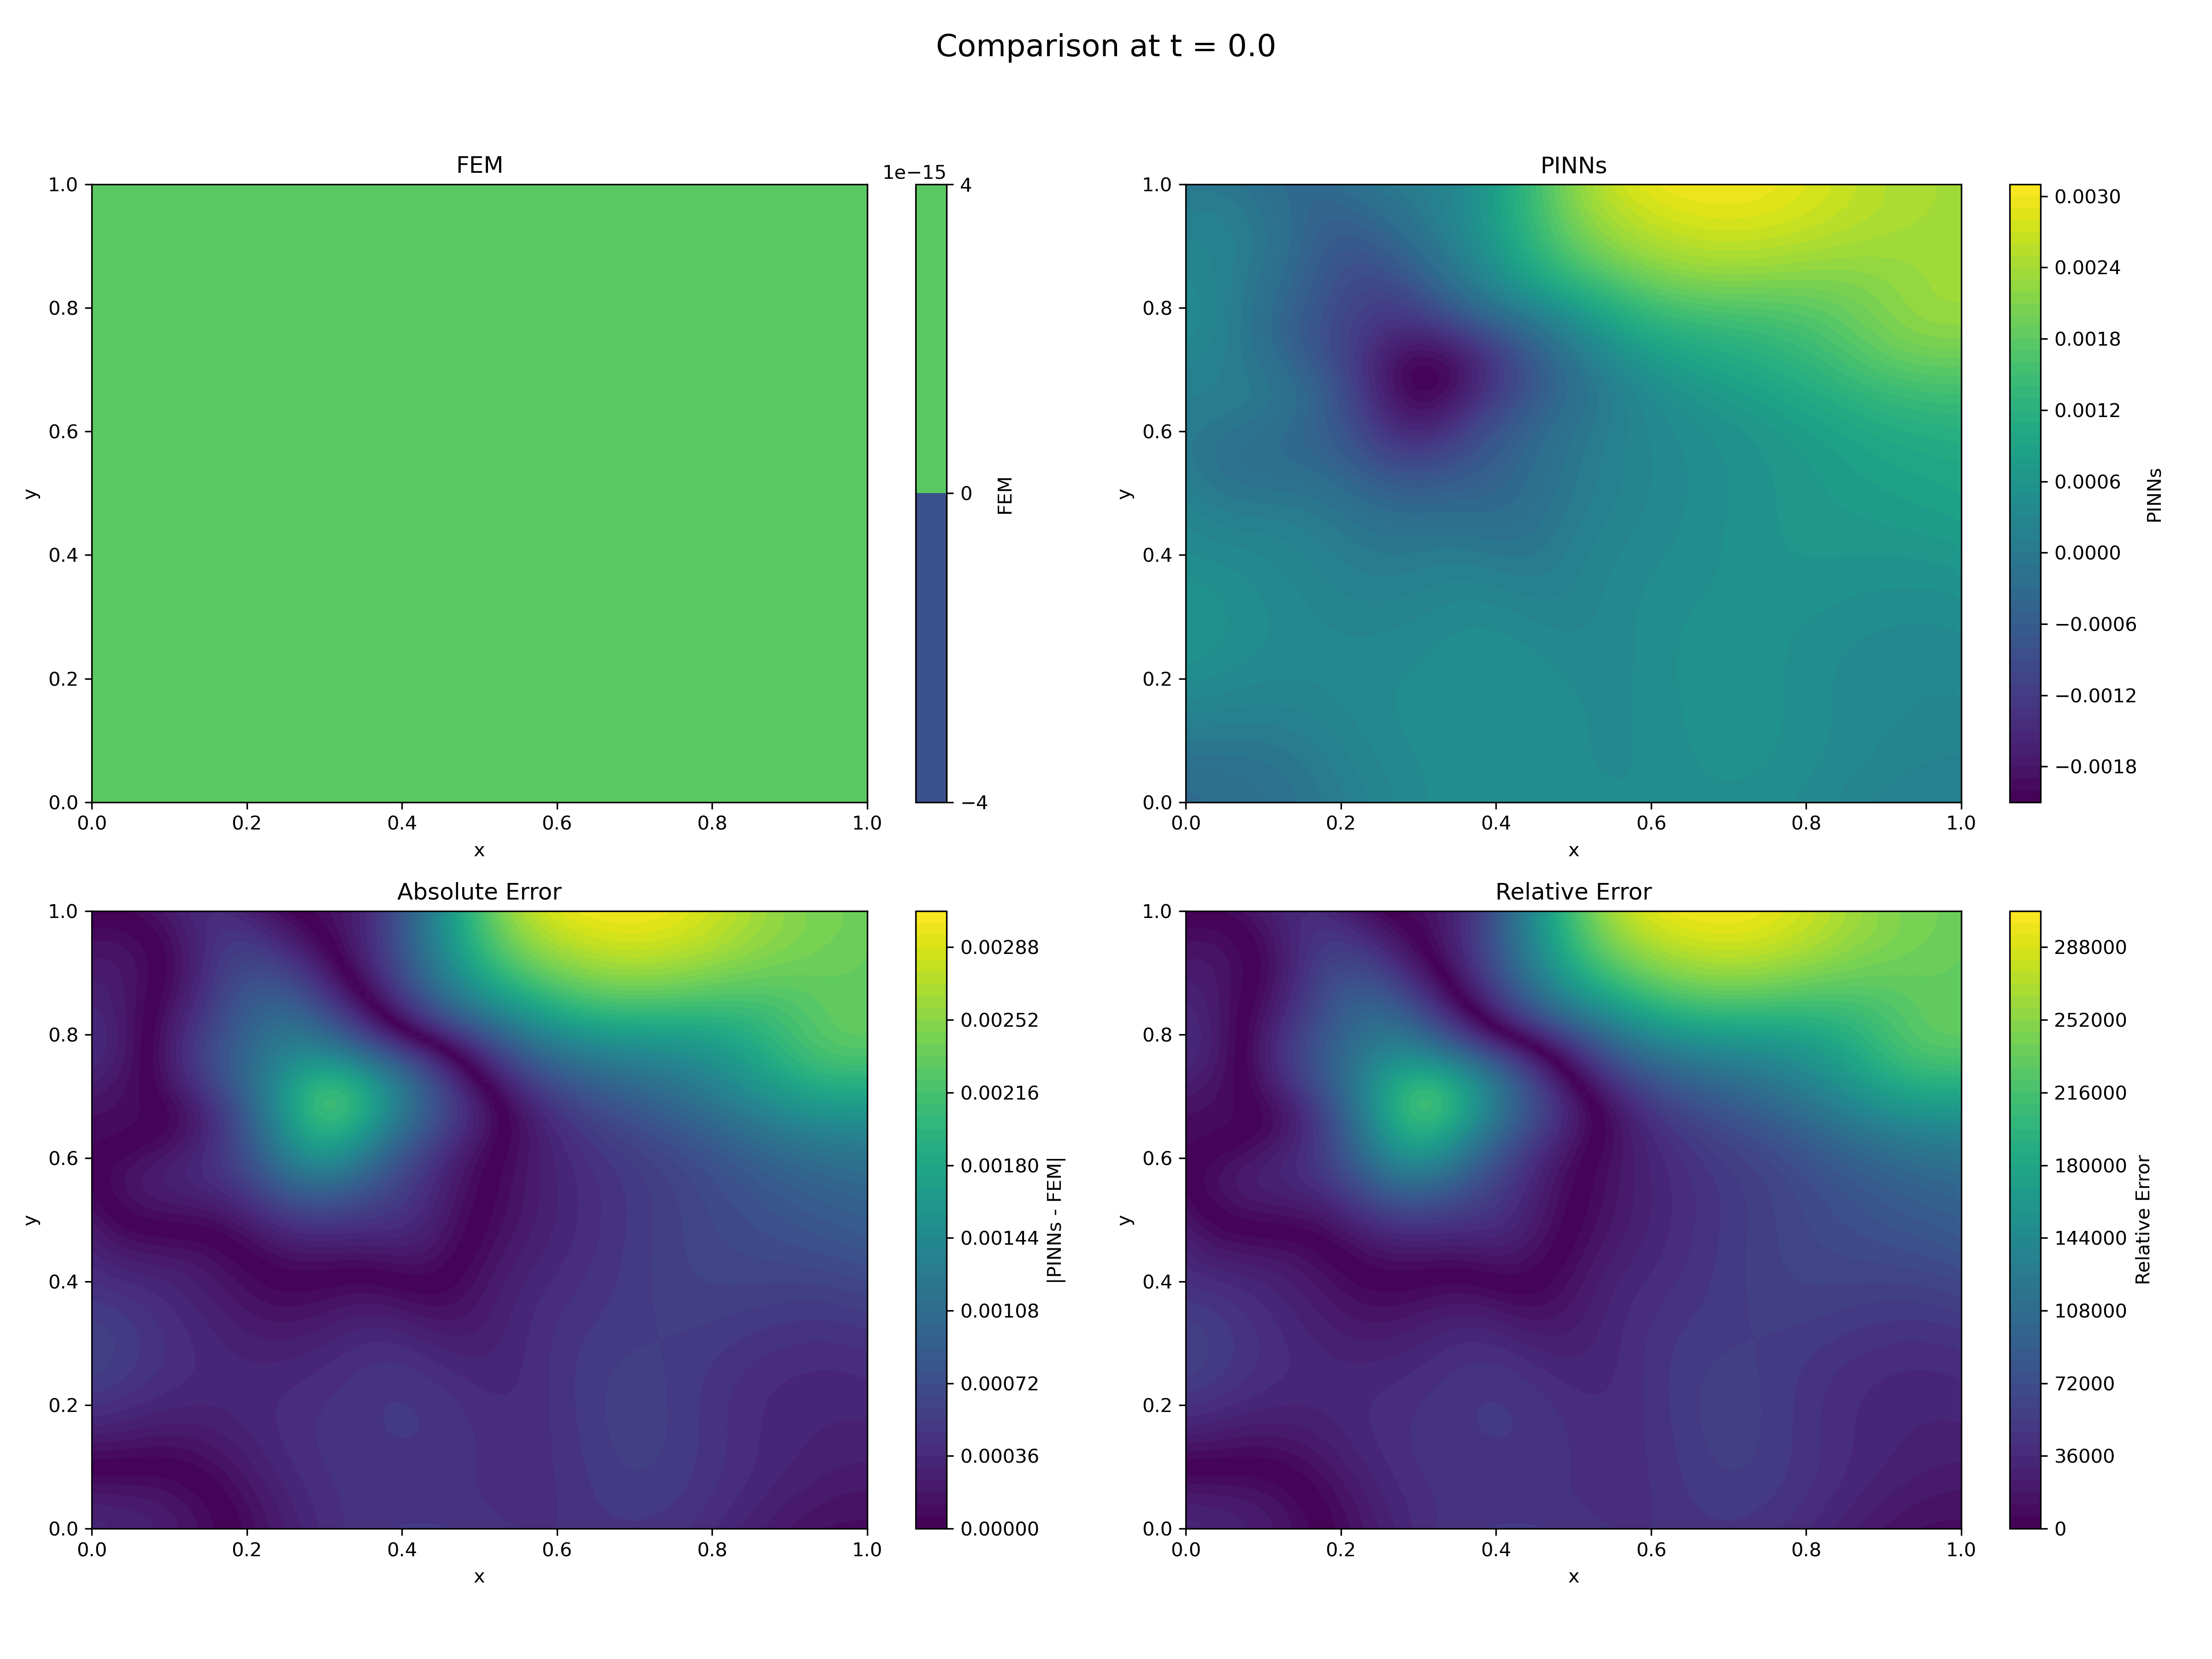 Comparison at t = 0.0
FEM
1e−15
1.0
0.8
0.6
0.4
0.2
0.0
y
0.0 0.2 0.4 0.6 0.8 1.0
x
4
0
−4
FEM
PINNs
1.0
0.8
0.6
0.4
0.2
0.0
y
0.0 0.2 0.4 0.6 0.8 1.0
x
0.0030
0.0024
0.0018
0.0012
0.0006
0.0000
−0.0006
−0.0012
−0.0018
PINNs
Absolute Error
1.0
0.8
0.6
0.4
0.2
0.0
y
0.0 0.2 0.4 0.6 0.8 1.0
x
0.00288
0.00252
0.00216
0.00180
0.00144
0.00108
0.00072
0.00036
0.00000
|PINNs - FEM|
Relative Error
1.0
0.8
0.6
0.4
0.2
0.0
y
0.0 0.2 0.4 0.6 0.8 1.0
x
288000
252000
216000
180000
144000
108000
72000
36000
0
Relative Error